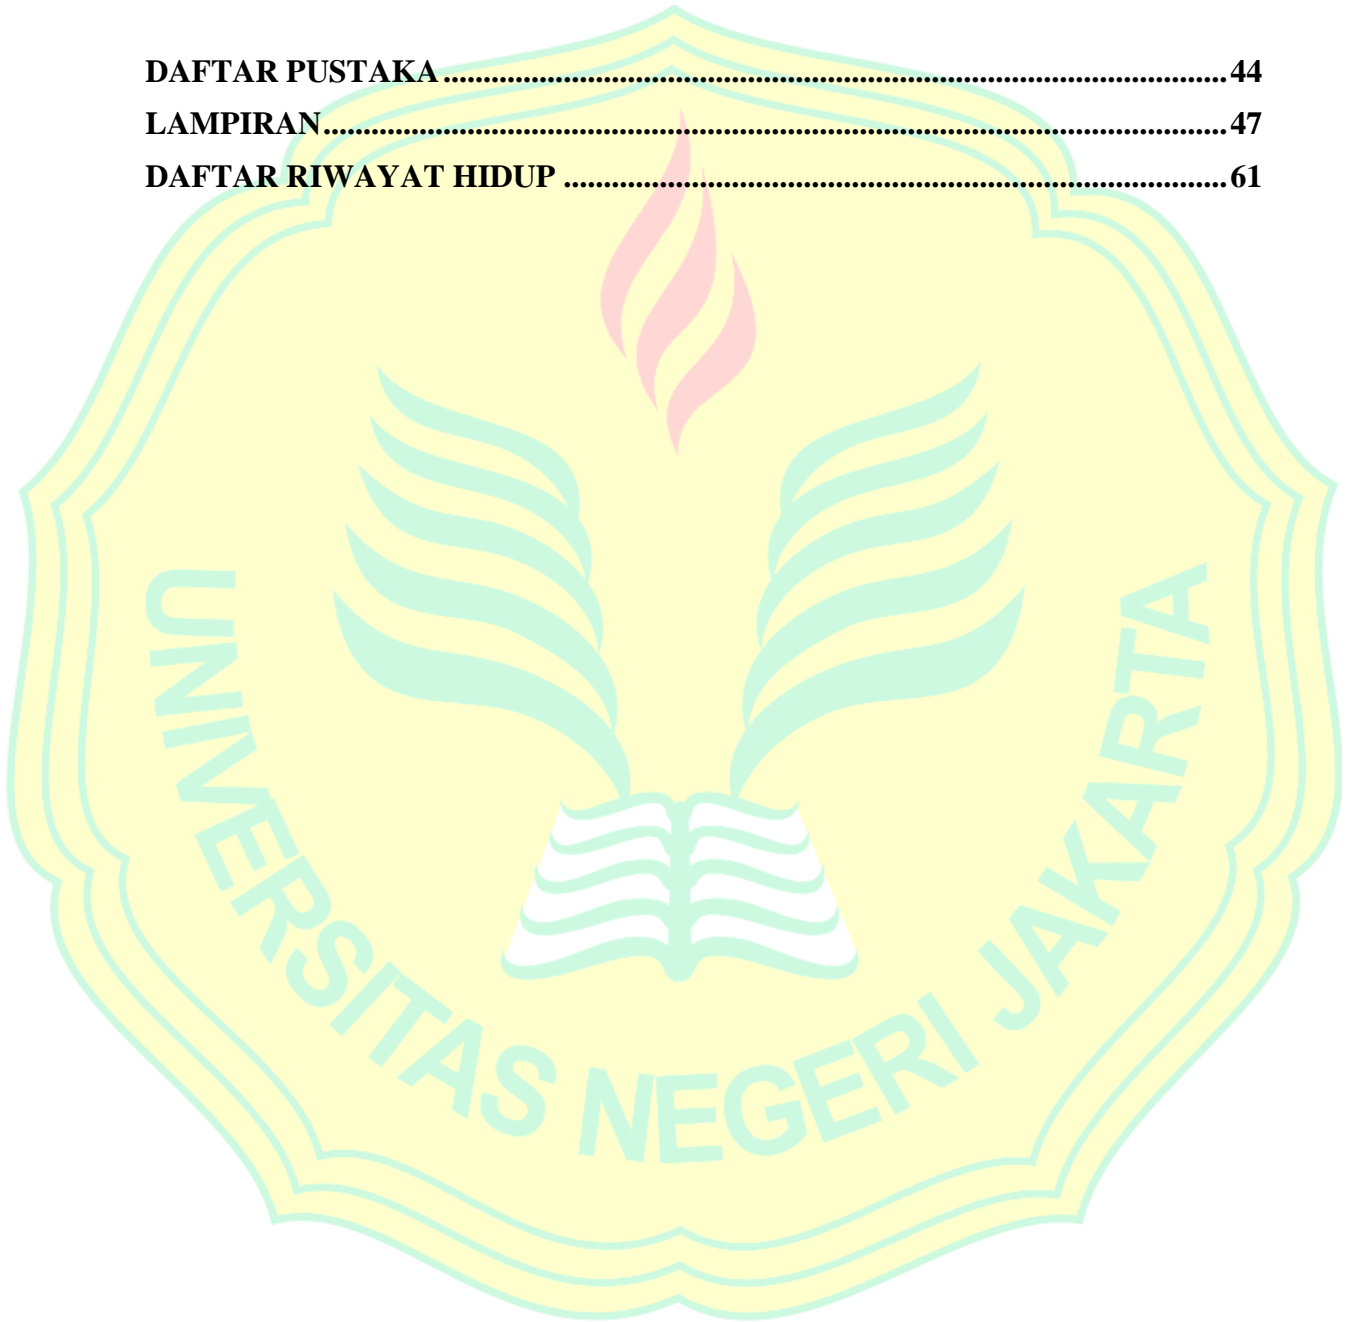 DAFTAR PUSTAKA.......................................................................................................44
LAMPIRAN.......................................................................................................................47
DAFTAR RIWAYAT HIDUP .......................................................................................61
UNIVERSITAS NEGERI JAKARTA